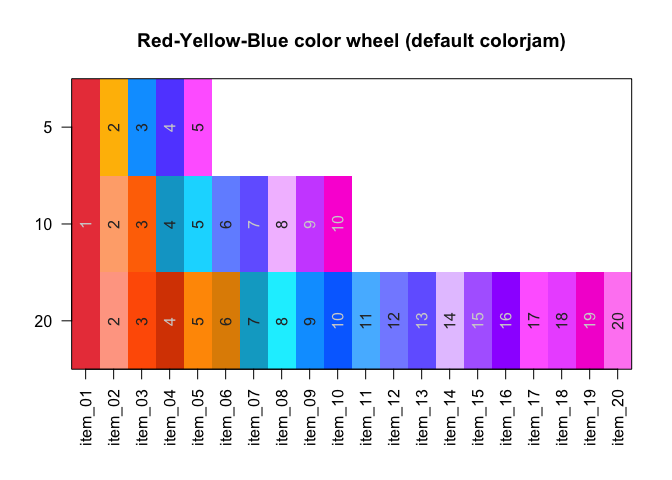 Red-Yellow-Blue color wheel (default colorjam)
5
2
3
4
5
10
1
2
3
4
5
6
7
8
9
10
20
2
3
4
5
6
7
8
9
10
11
12
13
14
15
16
17
18
19
20
item_01
item_02
item_03
item_04
item_05
item_06
item_07
item_08
item_09
item_10
item_11
item_12
item_13
item_14
item_15
item_16
item_17
item_18
item_19
item_20